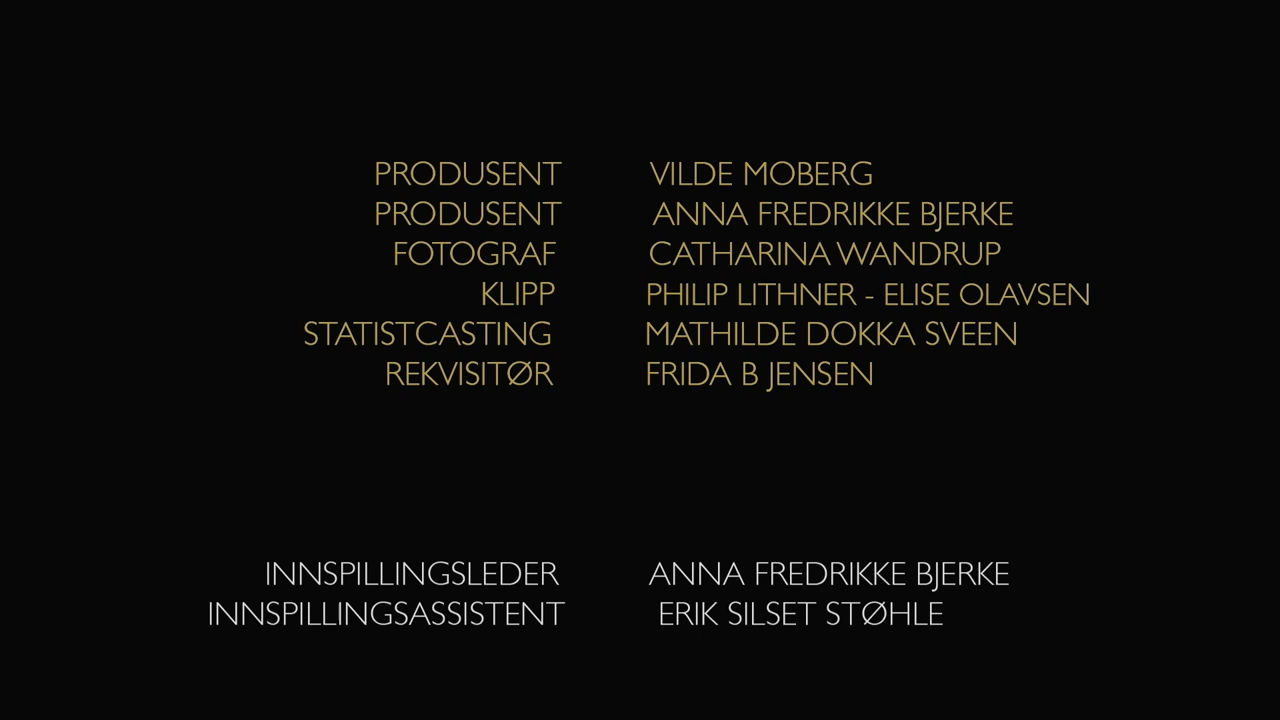 PRODUSENT VILDE MOBERG
PRODUSENT ANNA FREDRIKKE BJERKE
FOTOGRAF CATHARINA WANDRUP
KLIPP PHILIP LITHNER - ELISE OLAVSEN
STATISTCASTING MATHILDE DOKKA SVEEN
REKVISITØR FRIDA B JENSEN
INNSPILLINGSLEDER ANNA FREDRIKKE BJERKE
INNSPILLINGSASSISTENT ERIK SILSET STØHLE